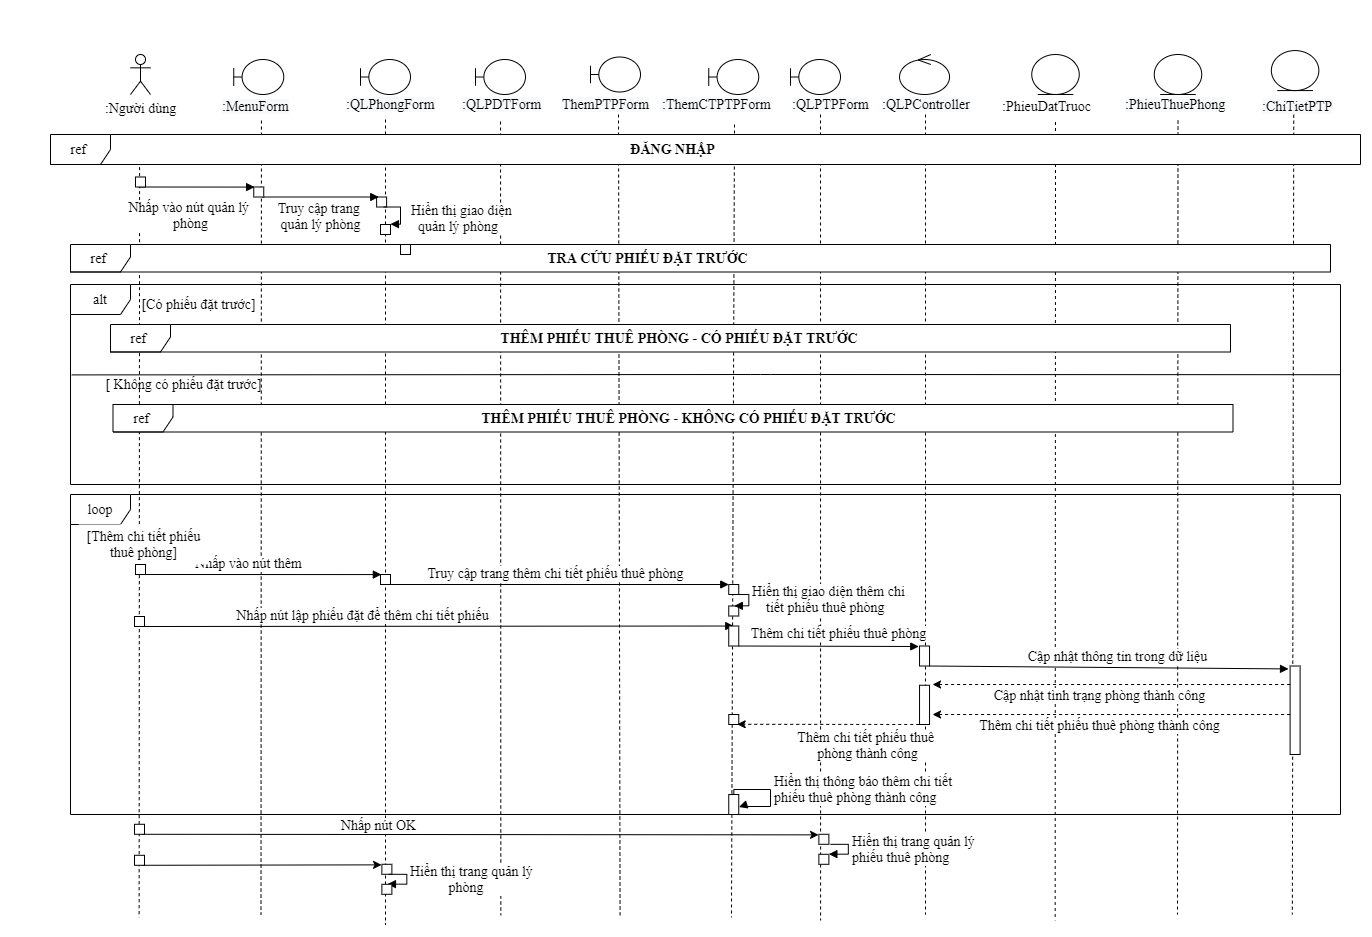 :Người dùng
:MenuForm
:QLPhongForm
:QLPDTForm
ThemPTPForm
:ThemCTPTPForm
:QLPTPForm
:QLPController
:PhieuDatTruoc
:PhieuThuePhong
:ChiTietPTP
ref
ĐĂNG NHẬP
Nhấp vào nút quản lý
phòng
Truy cập trang
quản lý phòng
Hiển thị giao diện
quản lý phòng
ref
TRA CỨU PHIẾU ĐẶT TRƯỚC
alt
[Có phiếu đặt trước]
ref
THÊM PHIẾU THUÊ PHÒNG - CÓ PHIẾU ĐẶT TRƯỚC
[ Không có phiếu đặt trước]
ref
THÊM PHIẾU THUÊ PHÒNG - KHÔNG CÓ PHIẾU ĐẶT TRƯỚC
loop
[Thêm chi tiết phiếu
thuê phòng]
Nhấp vào nút thêm
Truy cập trang thêm chi tiết phiếu thuê phòng
Hiển thị giao diện thêm chi
tiết phiếu thuê phòng
Nhấp nút lập phiếu đặt để thêm chi tiết phiếu
Thêm chi tiết phiếu thuê phòng
Cập nhật thông tin trong dữ liệu
Cập nhật tình trạng phòng thành công
Thêm chi tiết phiếu thuê phòng thành công
Thêm chi tiết phiếu thuê
phòng thành công
Hiển thị thông báo thêm chi tiết
phiếu thuê phòng thành công
Nhấp nút OK
Hiển thị trang quản lý
phiếu thuê phòng
Hiển thị trang quản lý
phòng